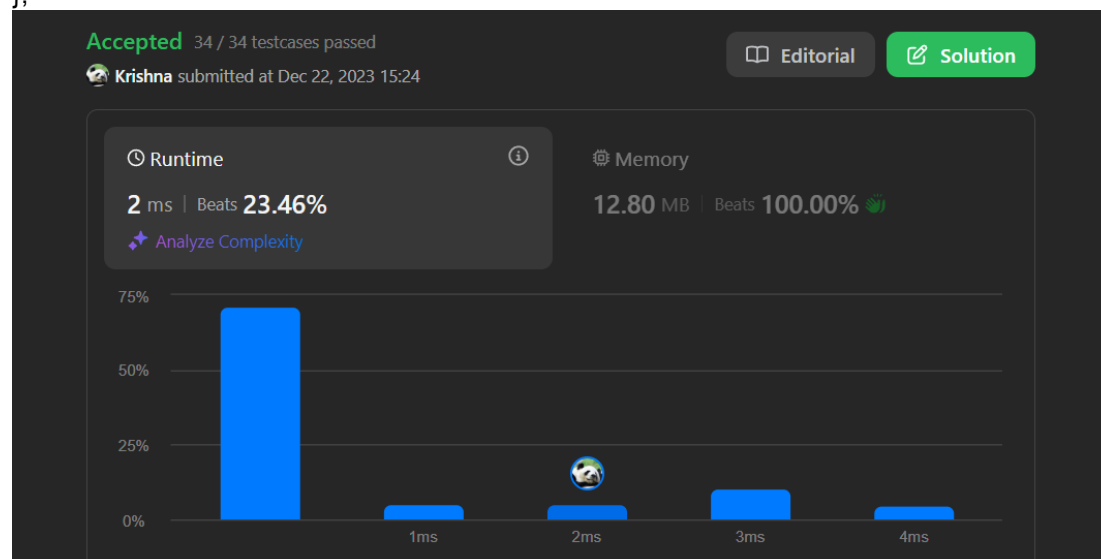 };
Accepted 34 / 34 testcases passed
Editorial
Solution
Krishna submitted at Dec 22, 2023 15:24
Runtime
2 ms | Beats 23.46%
Analyze Complexity
Memory
12.80 MB | Beats 100.00%
75%
50%
25%
0%
1ms 2ms 3ms 4ms